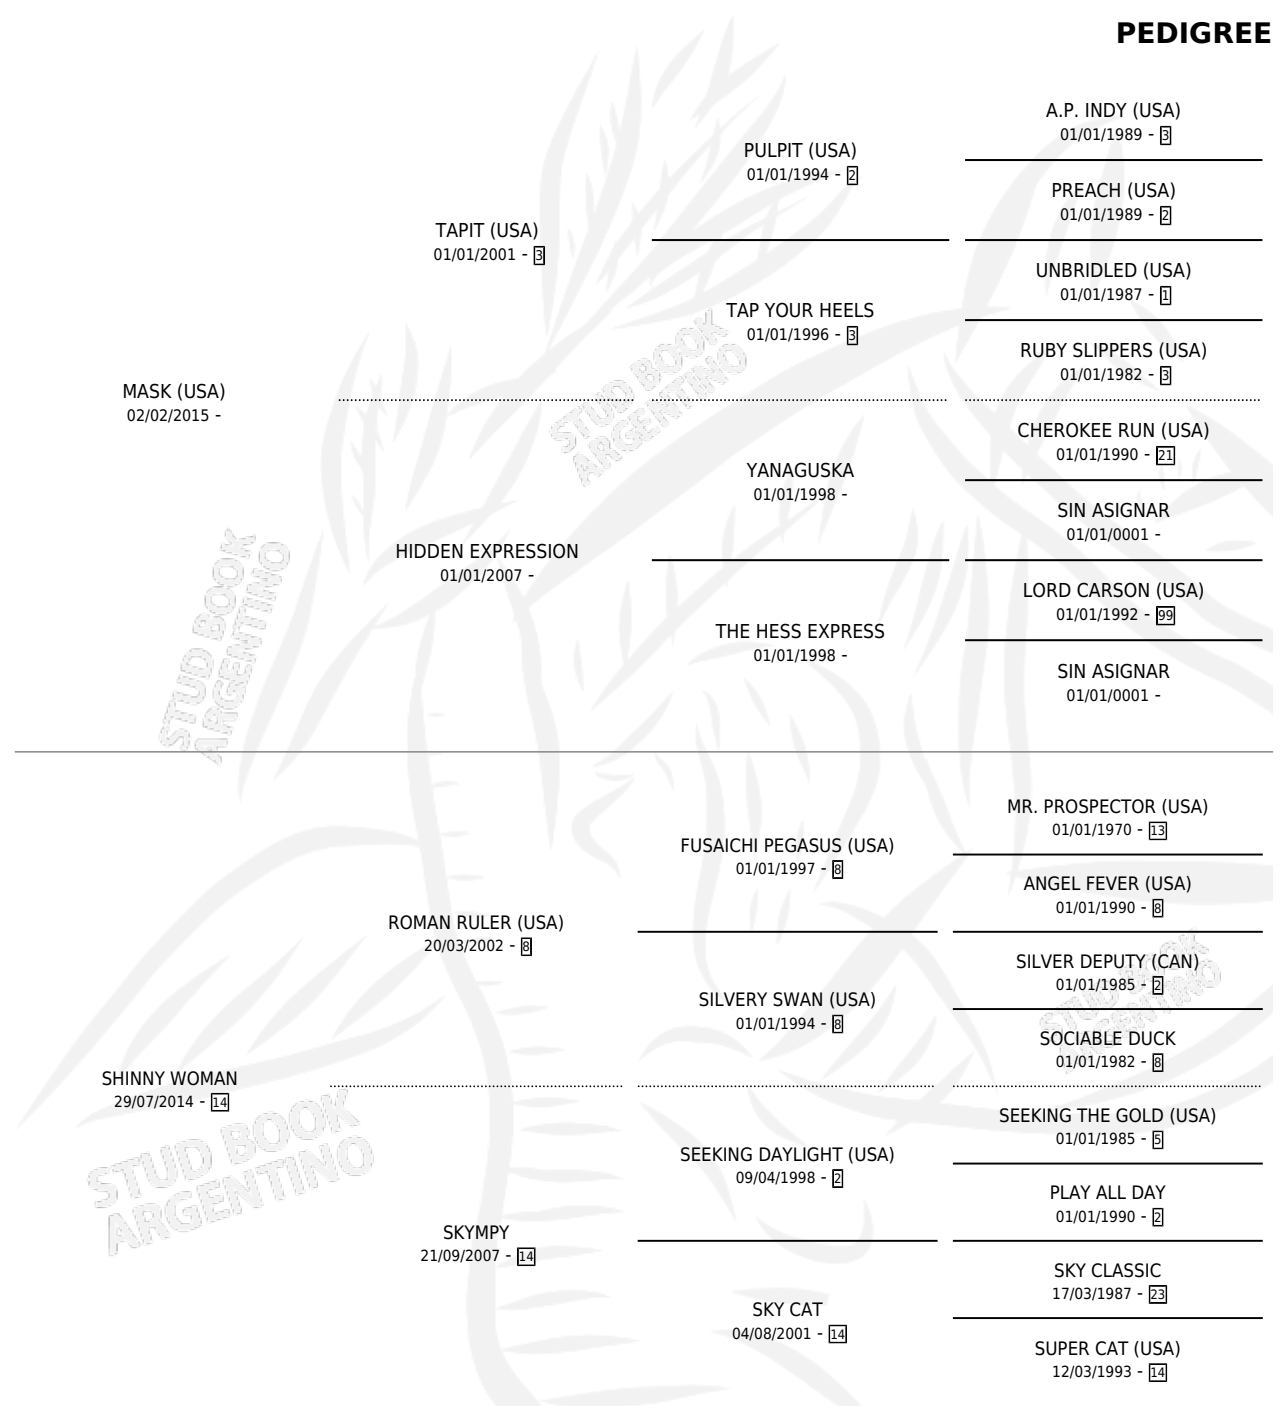 PEDIGREE
A.P. INDY (USA)
01/01/1989 - 3
PULPIT (USA)
01/01/1994 - 2
PREACH (USA)
01/01/1989 - 2
TAPIT (USA)
01/01/2001 - 3
UNBRIDLED (USA)
01/01/1987 - 1
TAP YOUR HEELS
01/01/1996 - 3
RUBY SLIPPERS (USA)
01/01/1982 - 3
MASK (USA)
02/02/2015 -
CHEROKEE RUN (USA)
01/01/1990 - 21
YANAGUSKA
01/01/1998 -
SIN ASIGNAR
01/01/0001 -
HIDDEN EXPRESSION
01/01/2007 -
LORD CARSON (USA)
01/01/1992 - 99
THE HESS EXPRESS
01/01/1998 -
SIN ASIGNAR
01/01/0001 -
STUD BOOK
ARGENTINO
STUD BOOK
ARGENTINO
MR. PROSPECTOR (USA)
01/01/1970 - 13
FUSAICHI PEGASUS (USA)
01/01/1997 - 8
ANGEL FEVER (USA)
01/01/1990 - 8
ROMAN RULER (USA)
20/03/2002 - 8
SILVER DEPUTY (CAN)
01/01/1985 - 2
SILVERY SWAN (USA)
01/01/1994 - 8
SOCIABLE DUCK
01/01/1982 - 8
SHINNY WOMAN
29/07/2014 - 14
SEEKING THE GOLD (USA)
01/01/1985 - 5
SEEKING DAYLIGHT (USA)
09/04/1998 - 2
PLAY ALL DAY
01/01/1990 - 2
SKYMPY
21/09/2007 - 14
SKY CLASSIC
17/03/1987 - 23
SKY CAT
04/08/2001 - 14
SUPER CAT (USA)
12/03/1993 - 14
STUD BOOK
ARGENTINO
STUD BOOK
ARGENTINO